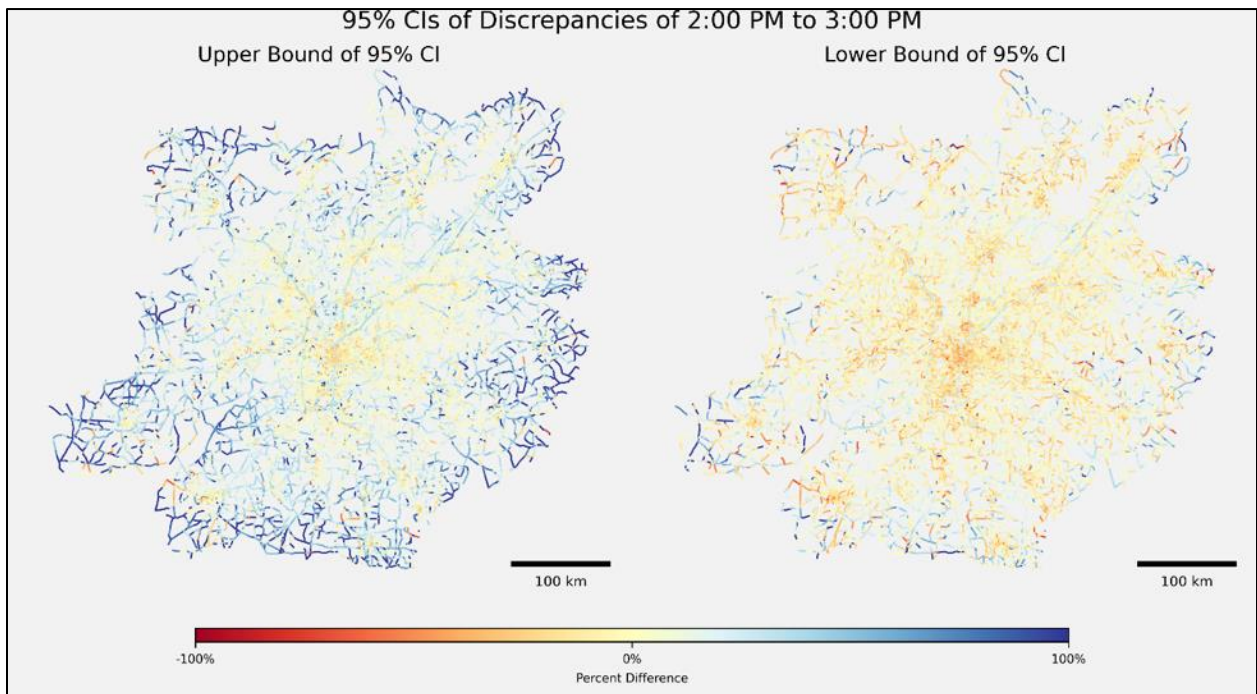 95% CIs of Discrepancies of 2:00 PM to 3:00 PM
Upper Bound of 95% CI
Lower Bound of 95% CI
100 km
100 km
-100%
0%
100%
Percent Difference